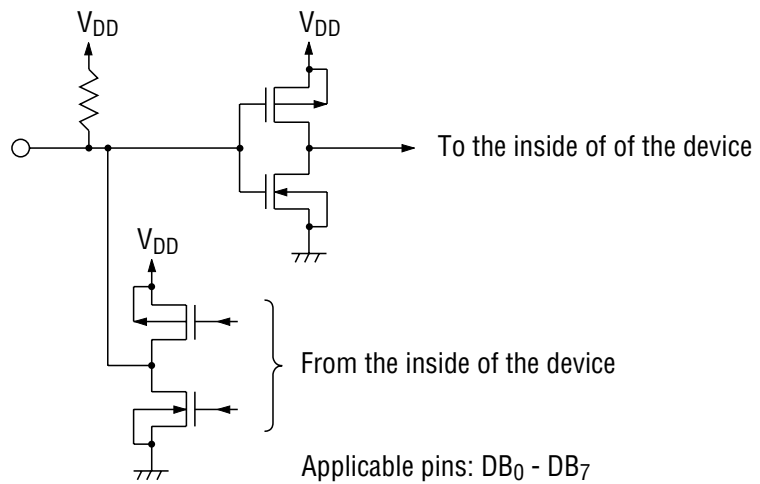 VDD
VDD
To the inside of of the device
VDD
From the inside of the device
Applicable pins: DB0 - DB7